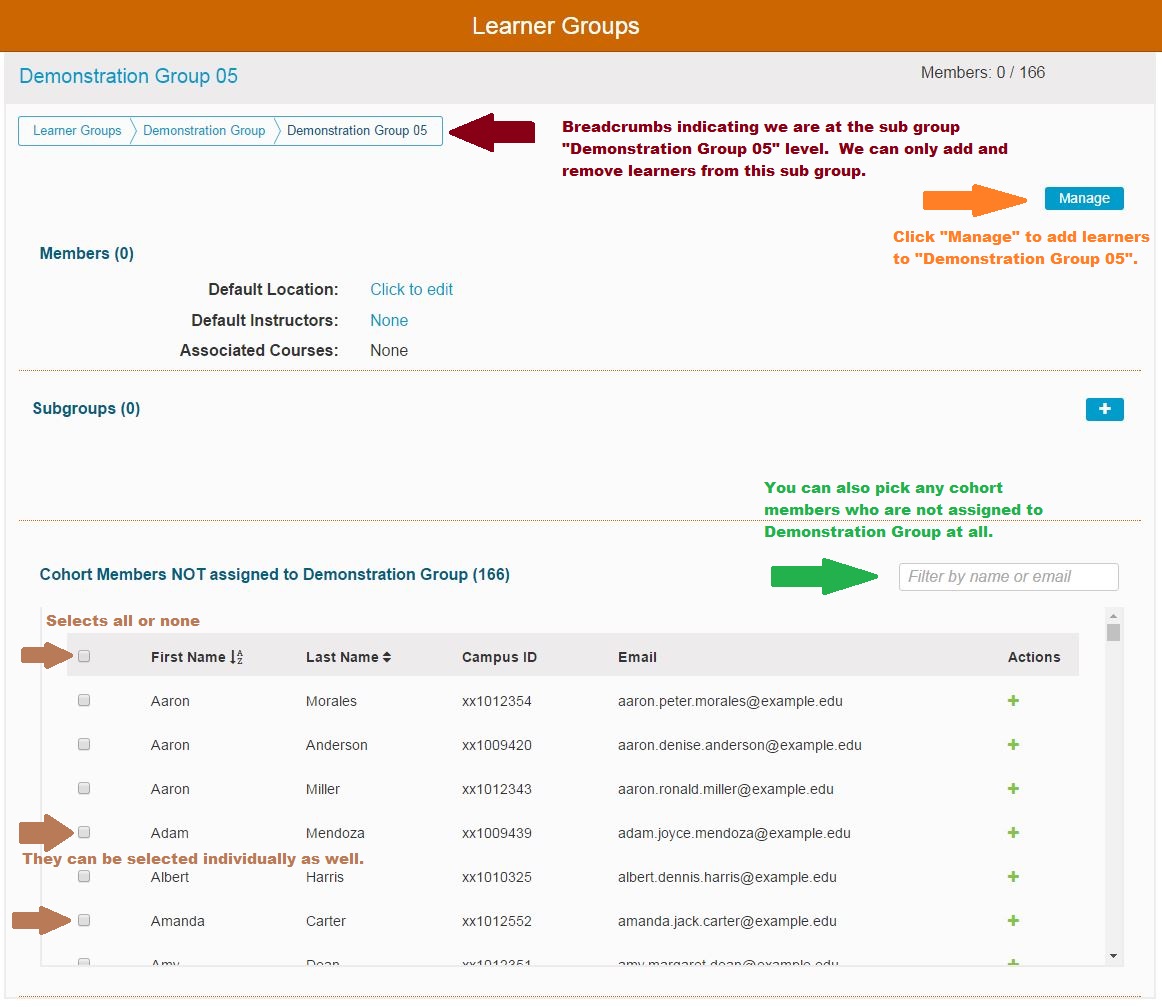 Learner Groups
Demonstration Group 05
Members: 0 / 166
Learner Groups Demonstration Group Demonstration Group 05
Breadcrumbs indicating we are at the sub group
"Demonstration Group 05" level. We can only add and
remove learners from this sub group.
Manage
Click "Manage" to add learners
to "Demonstration Group 05".
Members (0)
Default Location: Click to edit
Default Instructors: None
Associated Courses: None
Subgroups (0)
You can also pick any cohort
members who are not assigned to
Demonstration Group at all.
Cohort Members NOT assigned to Demonstration Group (166)
Filter by name or email
Selects all or none
First Name Last Name Campus ID Email Actions
Aaron Morales xx1012354 aaron.peter.morales@example.edu
Aaron Anderson xx1009420 aaron.denise.anderson@example.edu
Aaron Miller xx1012343 aaron.ronald.miller@example.edu
Adam Mendoza xx1009439 adam.joyce.mendoza@example.edu
They can be selected individually as well.
Albert Harris xx1010325 albert.dennis.harris@example.edu
Amanda Carter xx1012552 amanda.jack.carter@example.edu
Amy Dean xx1012351 amy.margaret.dean@example.edu